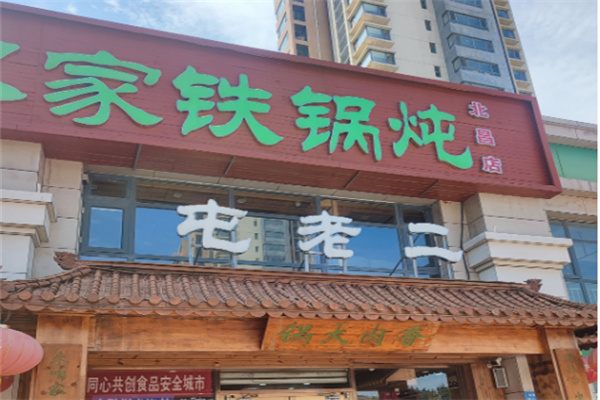 家铁锅炖
北昌店
屯老二
锅大肉香
同心共创食品安全城市